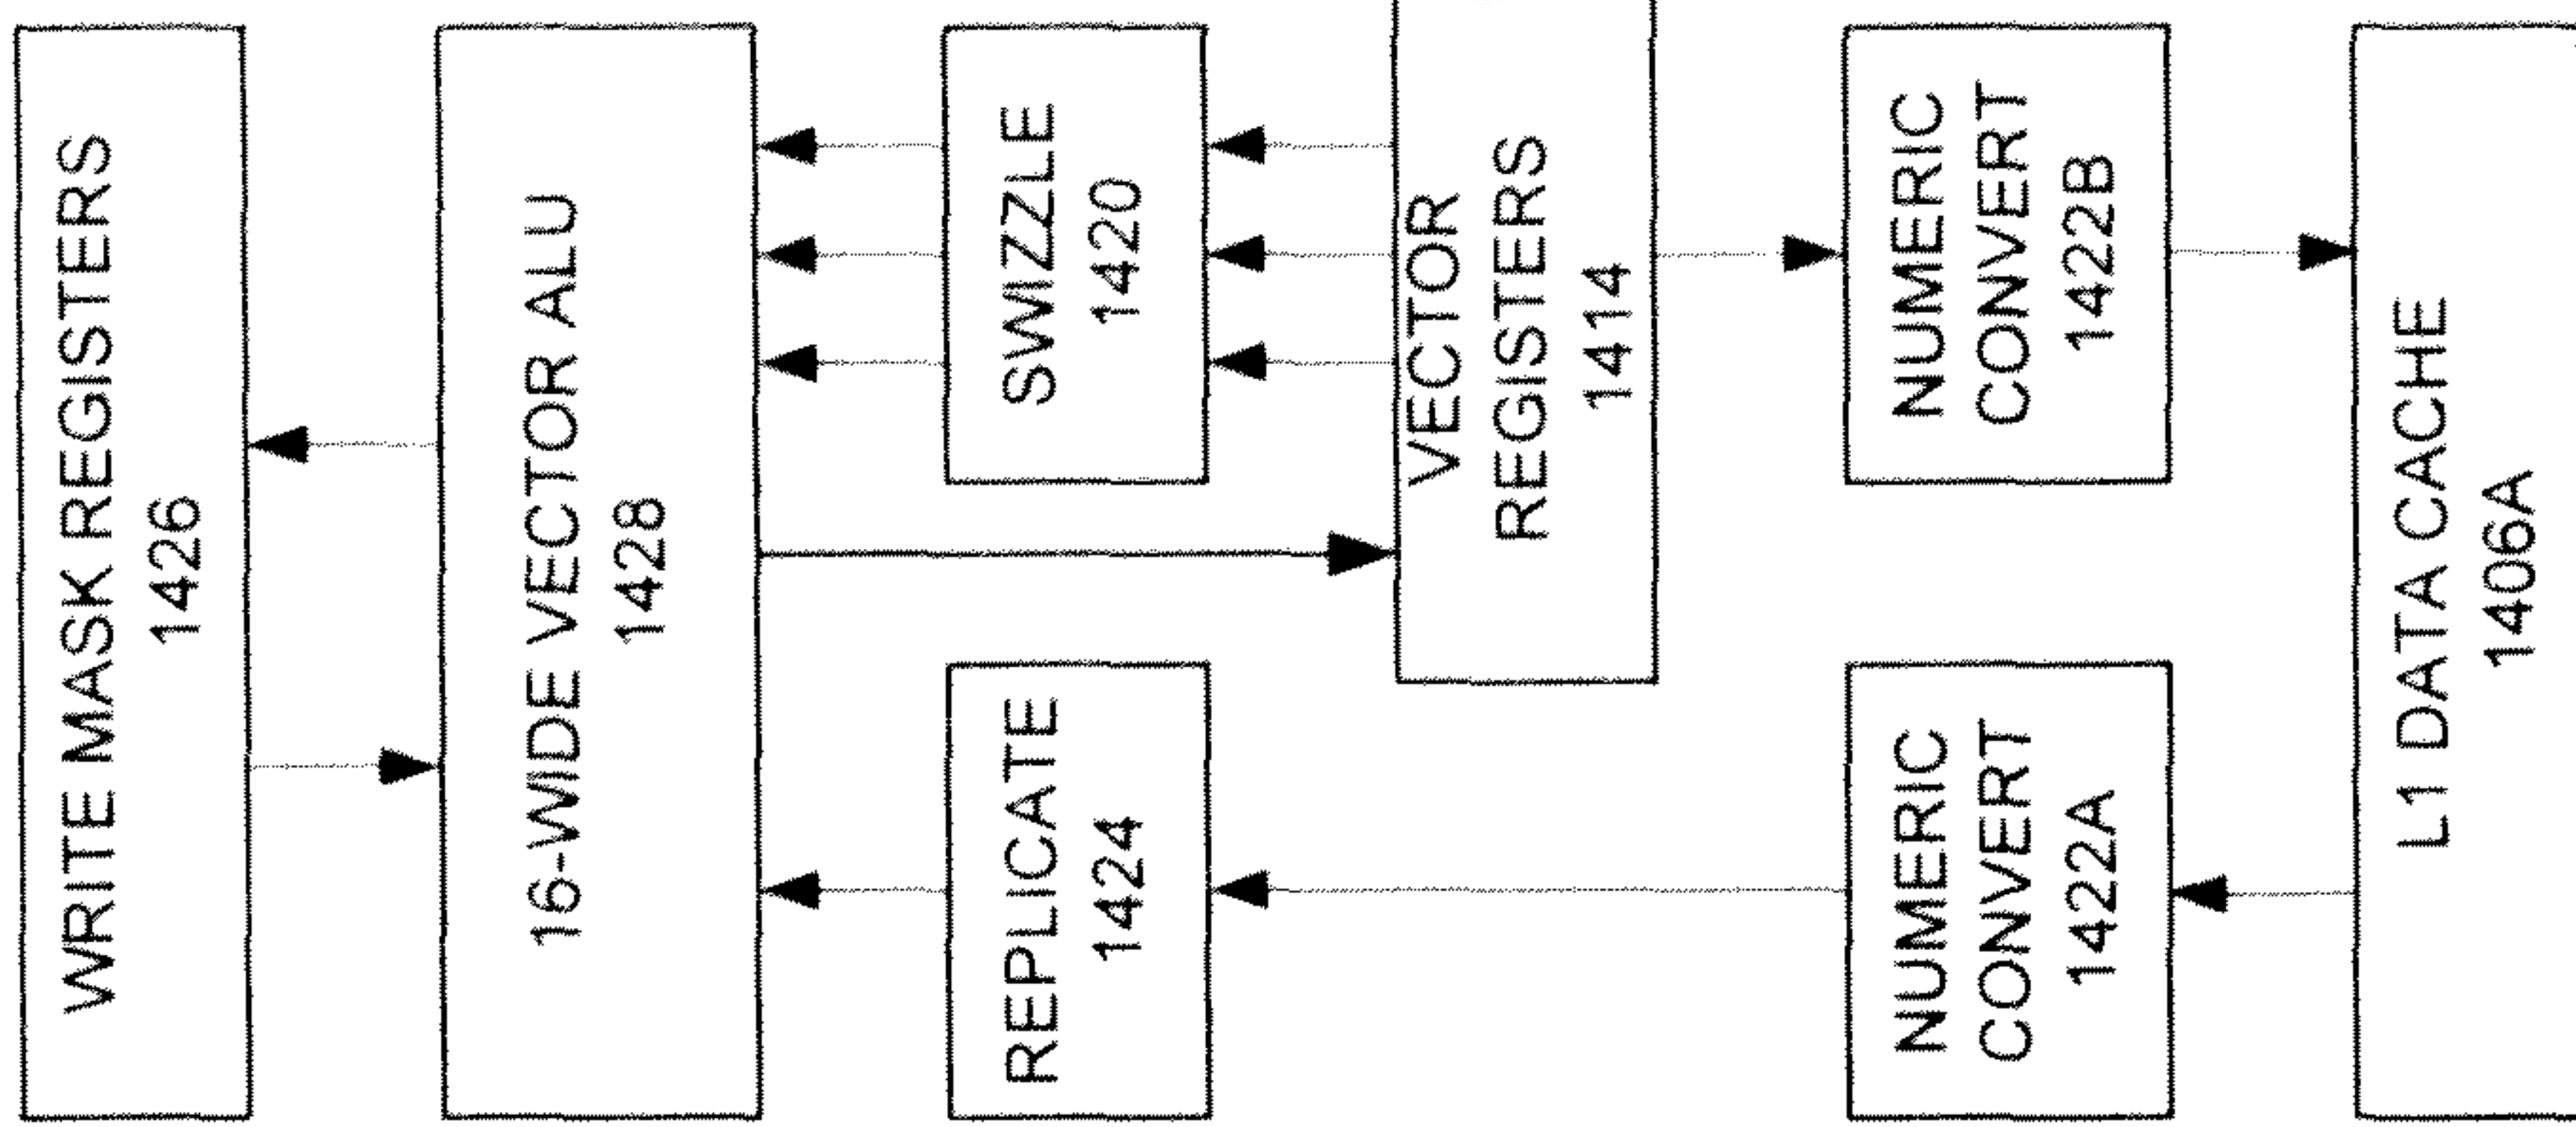 WRITE MASK REGISTERS
1426
16-WIDE VECTOR ALU
1428
REPLICATE
1424
SWIZZLE
1420
VECTOR
REGISTERS
1414
NUMERIC
CONVERT
1422A
NUMERIC
CONVERT
1422B
L1 DATA CACHE
1406A